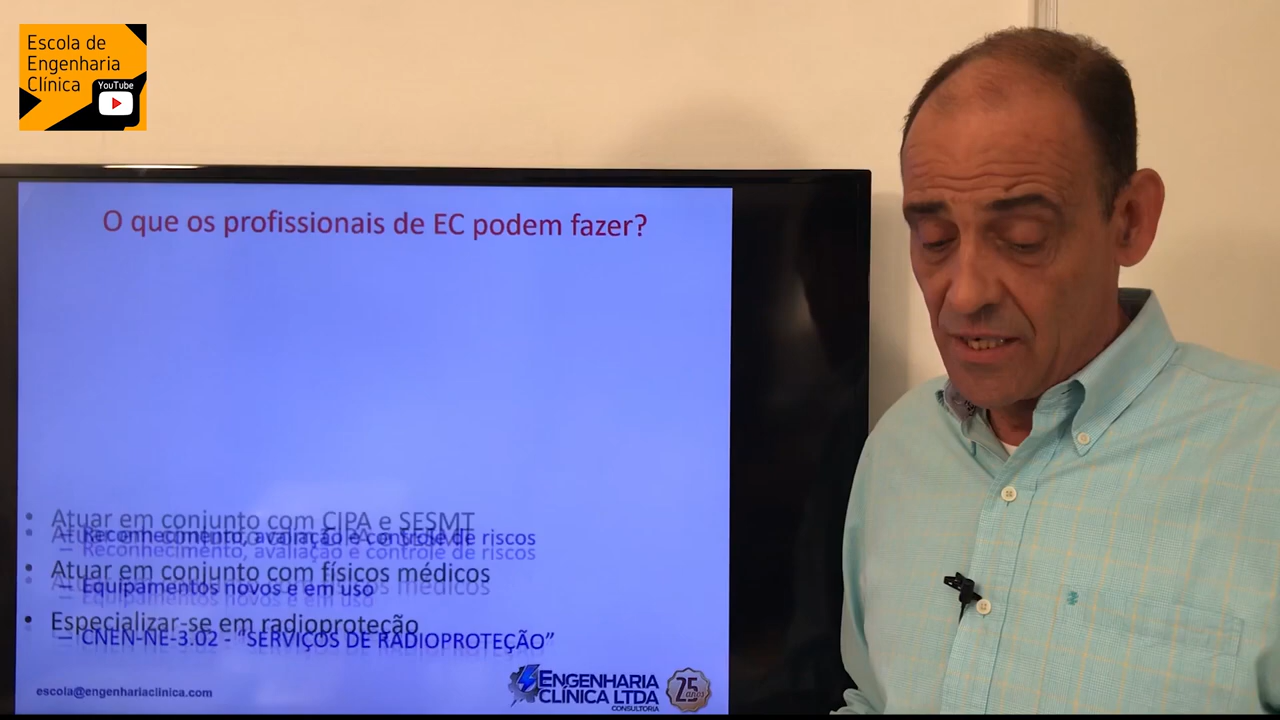 Escola de
Engenharia
Clínica
YouTube
O que os profissionais de EC podem fazer?
• Atuar em conjunto com CIPA e SESMT
– Reconhecimento, avaliação e controle de riscos
• Atuar em conjunto com físicos médicos
– Equipamentos novos e em uso
• Especializar-se em radioproteção
– CNEN-NE-3.02 - “SERVIÇOS DE RADIOPROTEÇÃO”
escola@engenhariaclinica.com
ENGENHARIA
CLÍNICA LTDA
CONSULTORIA
25
anos